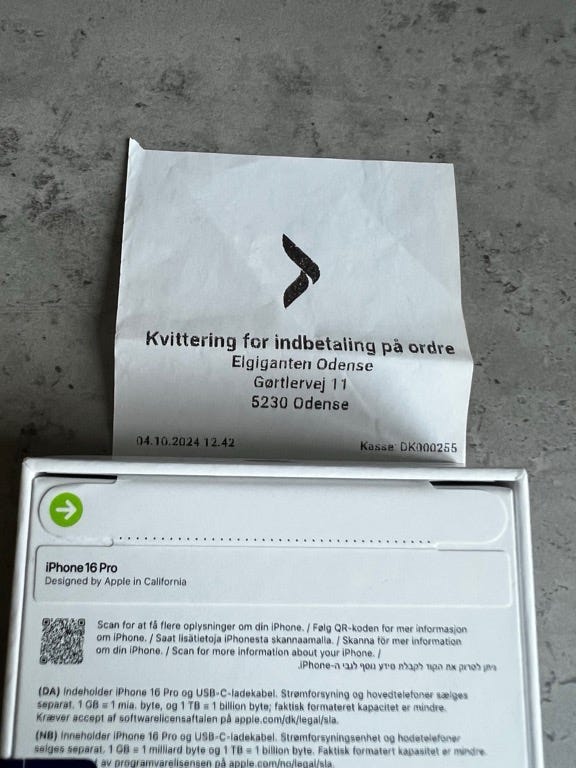 Kvittering for indbetaling på ordre
Elgiganten Odense
Gørtlervej 11
5230 Odense
04.10.2024 12.42 Kasse: DK000255
iPhone 16 Pro
Designed by Apple in California
Scan for at få flere oplysninger om din iPhone. / Følg QR-koden for mer informasjon
om iPhone. / Saat lisätietoja iPhonesta skannaamalla. / Skanna för mer information
om din iPhone. / Scan for more information about your iPhone. /
ניתן לסרוק את הקוד לקבלת מידע נוסף לגבי ה-iPhone.
(DA) Indeholder iPhone 16 Pro og USB-C-ladekabel. Strømforsyning og hovedtelefoner sælges
separat. 1 GB = 1 mia. byte, og 1 TB = 1 billion byte; faktisk formateret kapacitet er mindre.
Kræver accept af softwarelicensaftalen på apple.com/dk/legal/sla.
(NB) Inneholder iPhone 16 Pro og USB-C-ladekabel. Strømforsyningsenhet og hodetelefoner
selges separat. 1 GB = 1 milliard byte og 1 TB = 1 billion byte. Faktisk formatert kapasitet er mindre.
av programvarelisensen på apple.com/no/legal/sla.